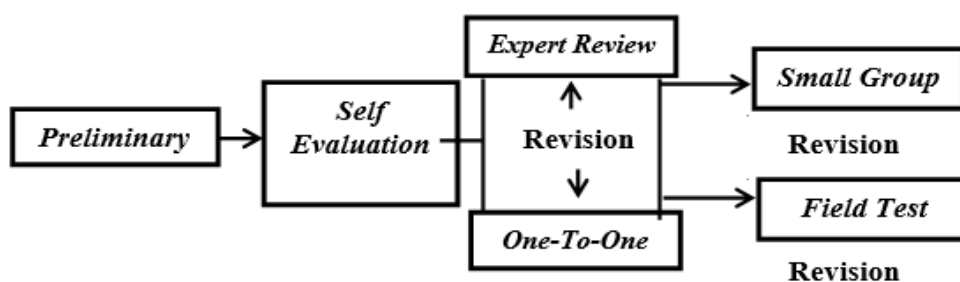 Preliminary
Self
Evaluation
Expert Review
Revision
One-To-One
Small Group
Revision
Field Test
Revision